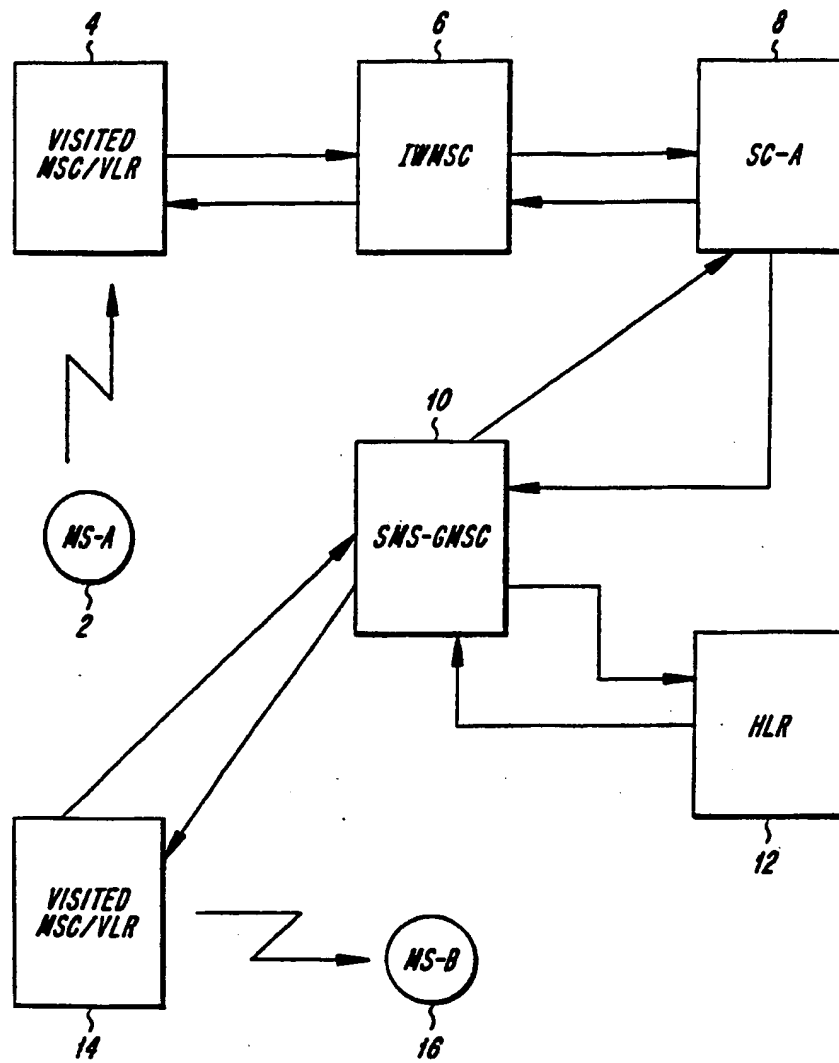 4
6
8
VISITED
MSC/VLR
IWMSC
SC-A
10
MS-A
SMS-GMSC
2
HLR
12
VISITED
MSC/VLR
MS-B
14
16